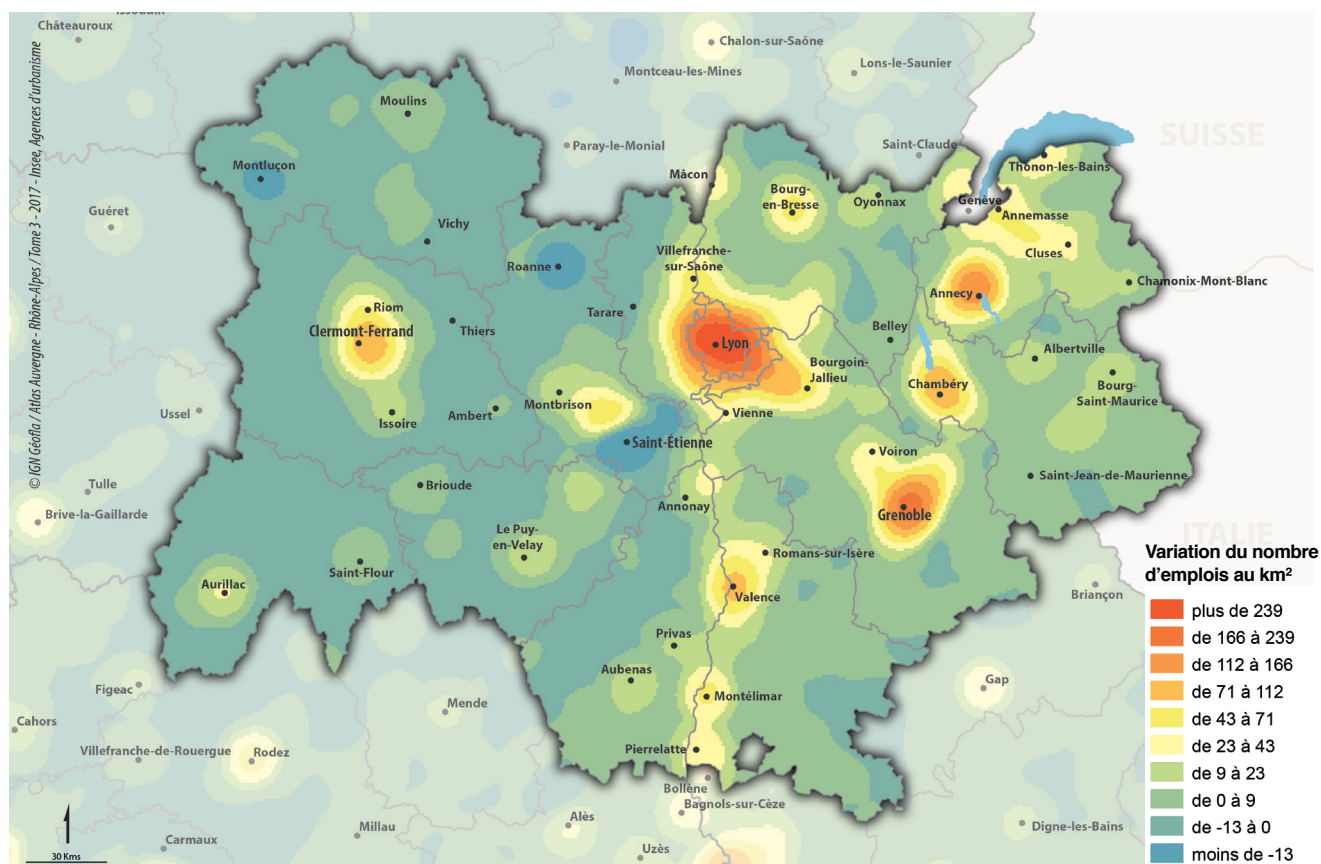 Issoudun
Châteauroux
Chalon-sur-Saône
Lons-le-Saunier
Montceau-les-Mines
SUISSE
Moulins
Saint-Claude
Paray-le-Monial
Thonon-les-Bains
Montluçon
Mâcon
Bourg-
en-Bresse
Oyonnax
Genève
Annemasse
Guéret
Vichy
Villefranche-
sur-Saône
Cluses
Roanne
Chamonix-Mont-Blanc
Annecy
Riom
Tarare
Thiers
Clermont-Ferrand
Belley
Lyon
Albertville
Bourgoin-
Jallieu
Chambéry
Bourg-
Saint-Maurice
Ussel
Montbrison
Ambert
Issoire
Vienne
Saint-Étienne
Voiron
Saint-Jean-de-Maurienne
Tulle
Brioude
Annonay
Brive-la-Gaillarde
Grenoble
ITALIE
Le Puy-
en-Velay
Romans-sur-Isère
Saint-Flour
Aurillac
Valence
Briançon
Privas
Aubenas
Figeac
Gap
Montélimar
Mende
Cahors
Villefranche-de-Rouergue
Rodez
Pierrelatte
Bollène
Bagnols-sur-Cèze
Alès
Millau
Digne-les-Bains
Carmaux
Uzès
30 Kms
© IGN Géofla / Atlas Auvergne - Rhône-Alpes / Tome 3 - 2017 - Insee, Agences d'urbanisme
Variation du nombre
d'emplois au km²
plus de 239
de 166 à 239
de 112 à 166
de 71 à 112
de 43 à 71
de 23 à 43
de 9 à 23
de 0 à 9
de -13 à 0
moins de -13